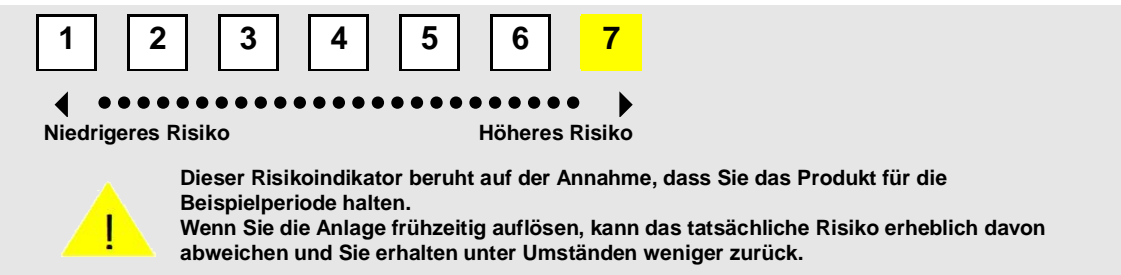 1 2 3 4 5 6 7
Niedrigeres Risiko Höheres Risiko
Dieser Risikoindikator beruht auf der Annahme, dass Sie das Produkt für die
Beispielperiode halten.
Wenn Sie die Anlage frühzeitig auflösen, kann das tatsächliche Risiko erheblich davon
abweichen und Sie erhalten unter Umständen weniger zurück.
!